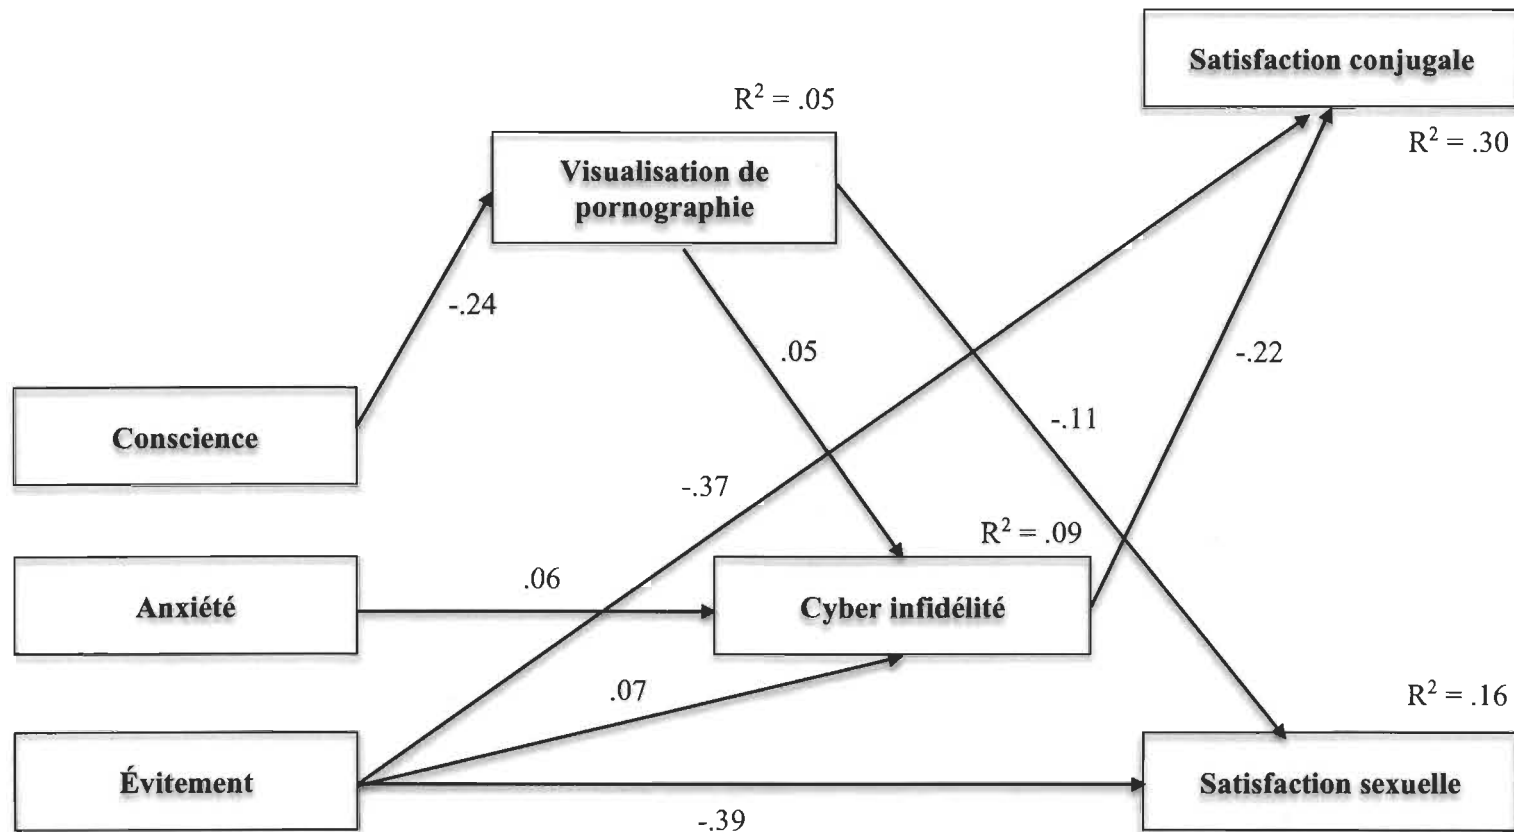 Satisfaction conjugale
R² = .05
R² = .30
Visualisation de
pornographie
-.24
.05
-.22
Conscience
-.11
-.37
R² = .09
.06
Anxiété
Cyber infidélité
.07
R² = .16
Évitement
Satisfaction sexuelle
-.39